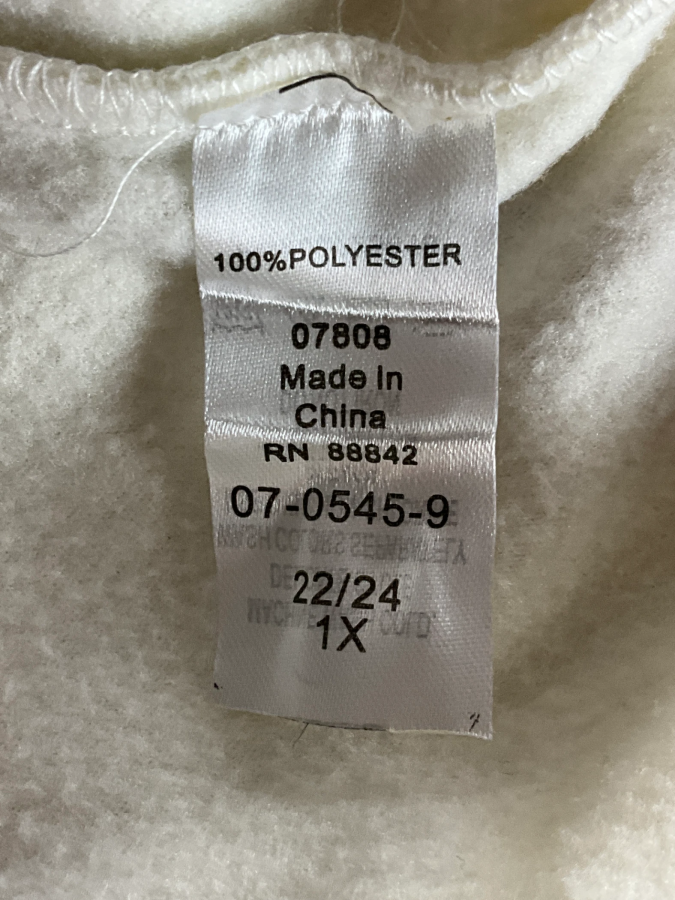 100%POLYESTER
07808
Made In
China
RN 88842
07-0545-9
22/24
1X